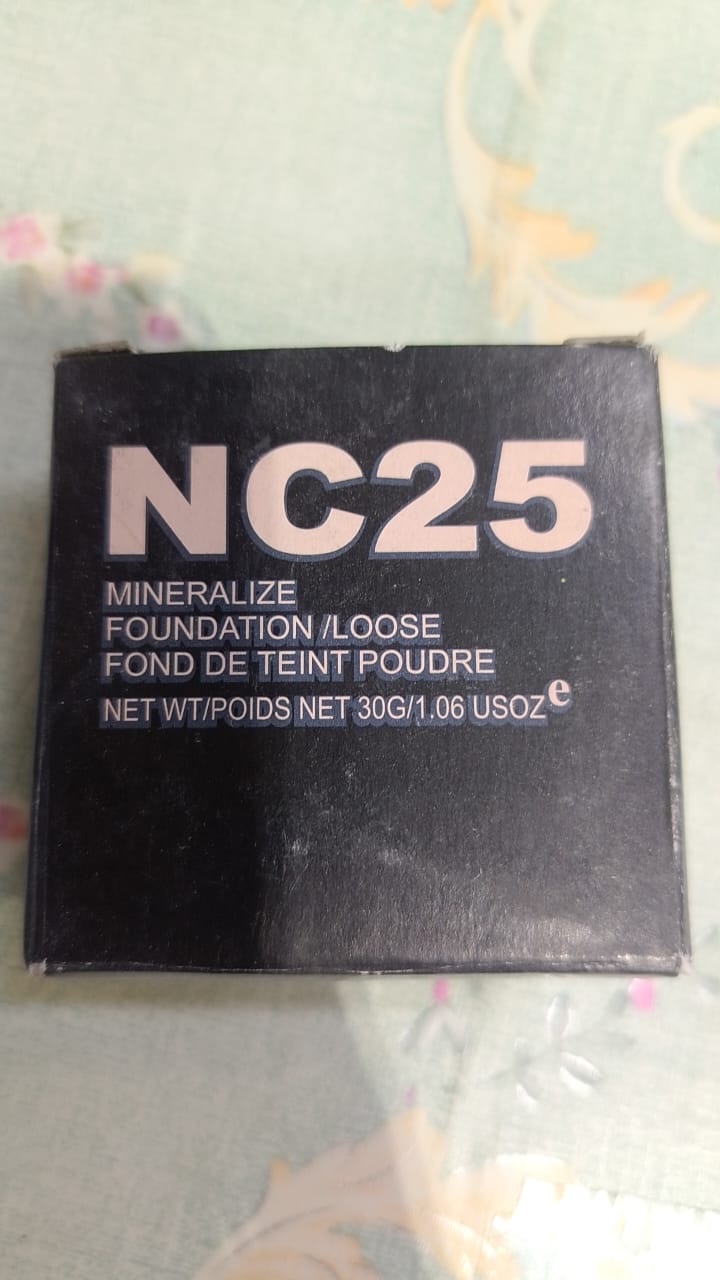 NC25
MINERALIZE
FOUNDATION /LOOSE
FOND DE TEINT POUDRE
NET WT/POIDS NET 30G/1.06 USOZ e